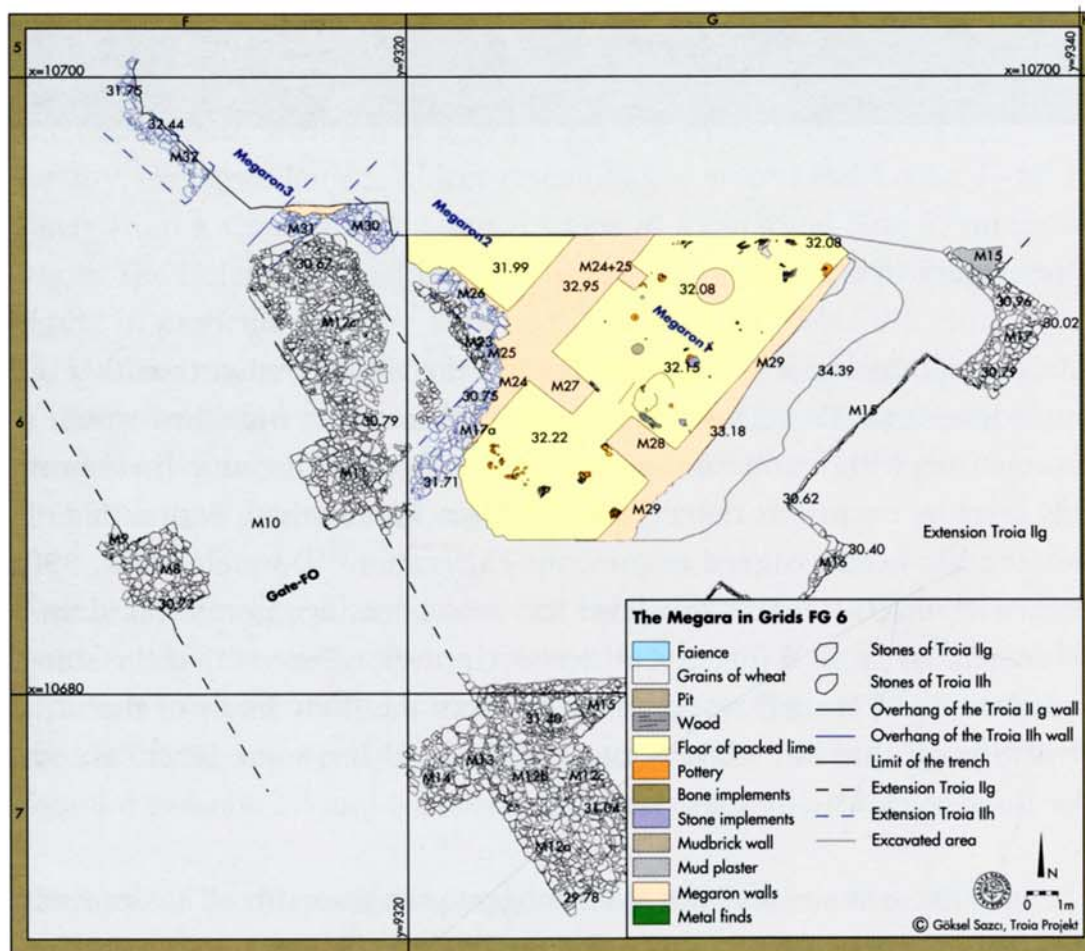 F
G
5
y=9320
y=9340
x=10700
x=10700
31.75
32.44
M32
Megaron3
M31
M30
Megaron2
30.67
31.99
M24+25
32.95
32.08
32.08
M15
M26
30.96
30.02
M17
30.29
M23
M25
Megaron 1
M24
M27
32.15
M29
34.39
30.75
M15
6
30.79
M17a
32.22
M28
33.18
M11
31.71
M10
M29
30.62
Extension Troia IIg
M9
30.40
M8
M16
30.72
Gate-FO
x=10680
M15
31.40
M13
M14
M12b
M12
31.04
7
M12a
29.78
y=9320
The Megara in Grids FG 6
Faience
Grains of wheat
Pit
Wood
Floor of packed lime
Pottery
Bone implements
Stone implements
Mudbrick wall
Mud plaster
Megaron walls
Metal finds
Stones of Troia IIg
Stones of Troia IIh
Overhang of the Troia II g wall
Overhang of the Troia IIh wall
Limit of the trench
Extension Troia IIg
Extension Troia IIh
Excavated area
N
0 1m
© Göksel Sazcı, Troia Projekt